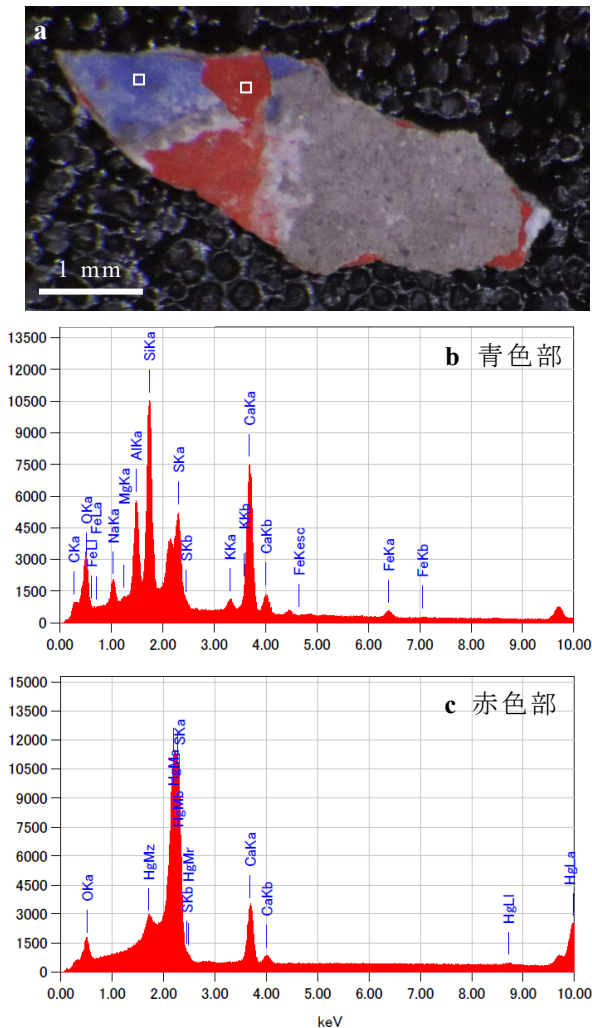 a
1 mm
b 青色部
13500
12000
10500
9000
7500
6000
4500
3000
1500
0
CKa
OKa
FeLl
FeLa
NaKa
MgKa
AlKa
SiKa
SKa
SKb
KKa
KKb
CaKa
CaKb
FeKesc
FeKa
FeKb
0.00 1.00 2.00 3.00 4.00 5.00 6.00 7.00 8.00 9.00 10.00
c 赤色部
15000
13500
12000
10500
9000
7500
6000
4500
3000
1500
0
OKa
HgMz
HgMa
HgMb
SKa
SKb
HgMr
CaKa
CaKb
HgLl
HgLa
0.00 1.00 2.00 3.00 4.00 5.00 6.00 7.00 8.00 9.00 10.00
keV